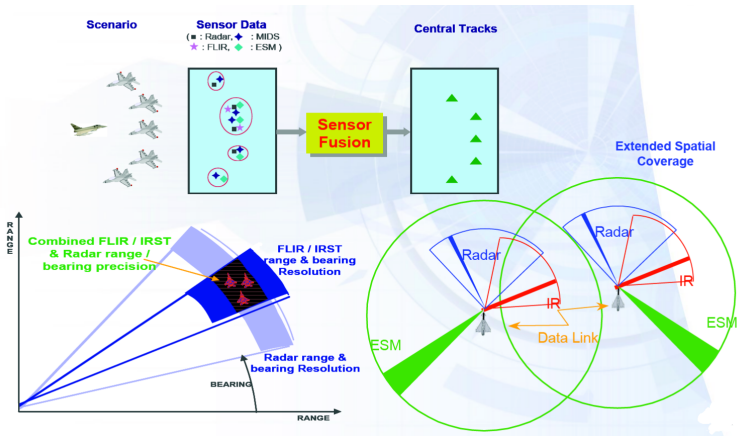 Scenario
Sensor Data
( ■ : Radar, ✦ : MIDS
★ : FLIR, ◆ : ESM )
Central Tracks
Sensor
Fusion
Extended Spatial
Coverage
RANGE
Combined FLIR / IRST
& Radar range /
bearing precision
FLIR / IRST
range & bearing
Resolution
Radar range &
bearing Resolution
BEARING
RANGE
Radar
IR
ESM
Radar
IR
ESM
Data Link